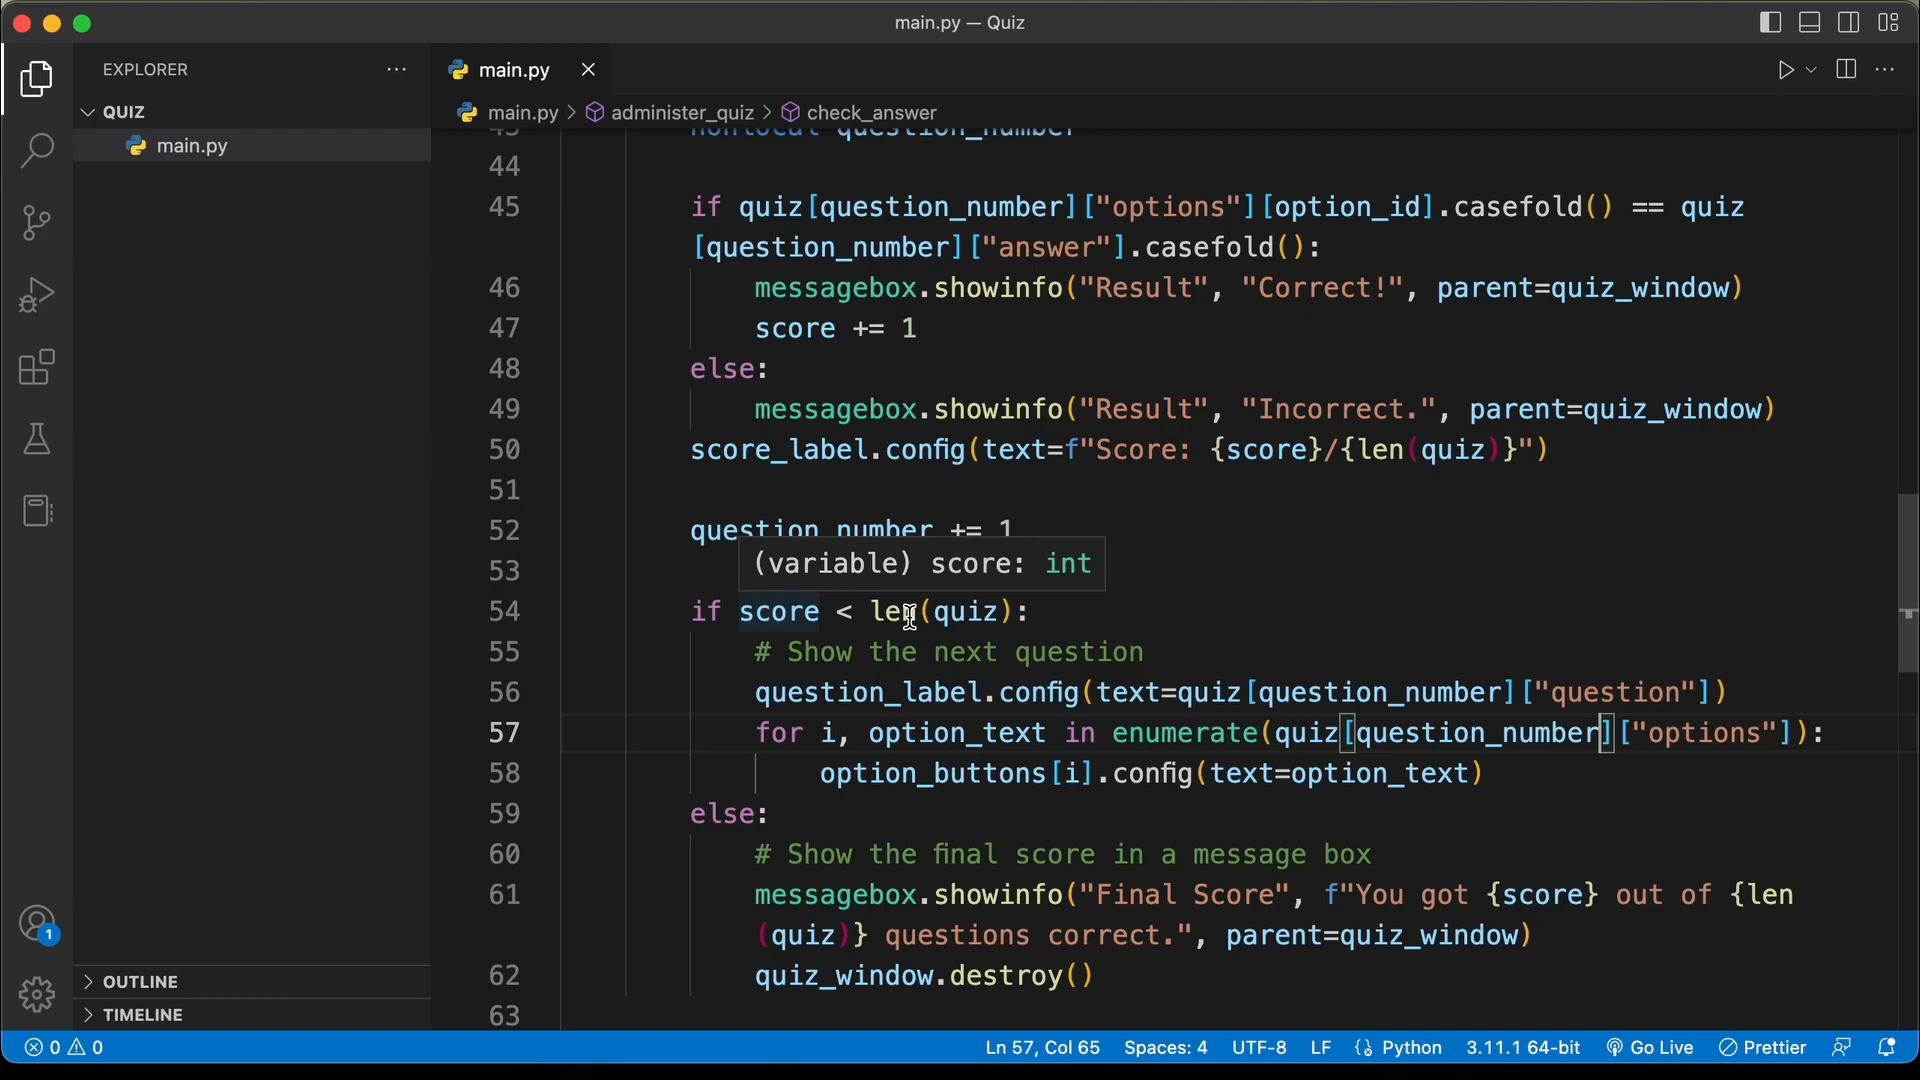 main.py — Quiz
EXPLORER
main.py
QUIZ
main.py > administer_quiz > check_answer
main.py
43 nonlocal question_number
44
45 if quiz[question_number]["options"][option_id].casefold() == quiz
[question_number]["answer"].casefold():
46 messagebox.showinfo("Result", "Correct!", parent=quiz_window)
47 score += 1
48 else:
49 messagebox.showinfo("Result", "Incorrect.", parent=quiz_window)
50 score_label.config(text=f"Score: {score}/{len(quiz)}")
51
52 question_number += 1
53 (variable) score: int
54 if score < len(quiz):
55 # Show the next question
56 question_label.config(text=quiz[question_number]["question"])
57 for i, option_text in enumerate(quiz[question_number]["options"]):
58 option_buttons[i].config(text=option_text)
59 else:
60 # Show the final score in a message box
61 messagebox.showinfo("Final Score", f"You got {score} out of {len
(quiz)} questions correct.", parent=quiz_window)
62 quiz_window.destroy()
63
1
OUTLINE
TIMELINE
0 0 Ln 57, Col 65 Spaces: 4 UTF-8 LF Python 3.11.1 64-bit Go Live Prettier